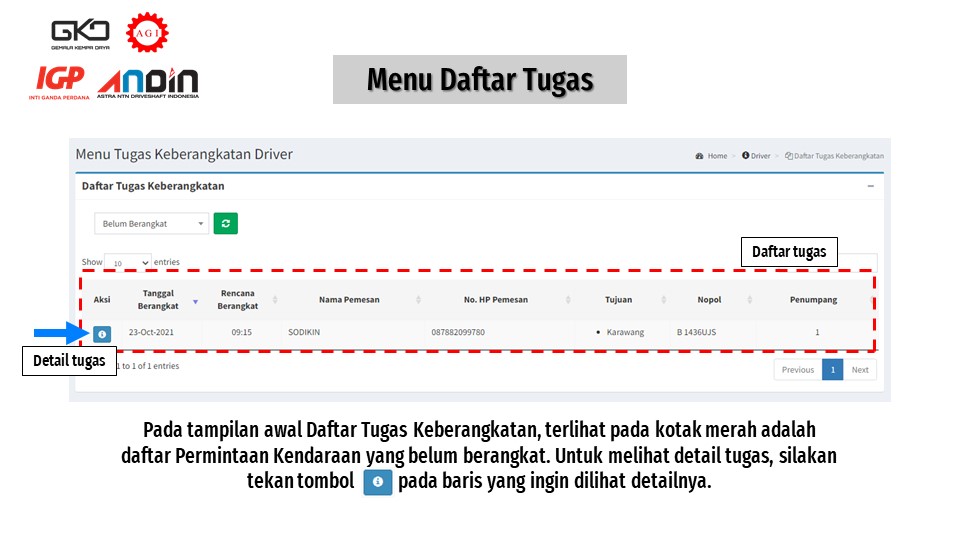 GKD
GEMALA KEMPA DAYA
AGI
IGP
INTI GANDA PERDANA
ANDIN
ASTRA NTN DRIVESHAFT INDONESIA
Menu Daftar Tugas
Menu Tugas Keberangkatan Driver
Home > Driver > Daftar Tugas Keberangkatan
Daftar Tugas Keberangkatan
Belum Berangkat
Daftar tugas
Show 10 entries
Aksi Tanggal Berangkat Rencana Berangkat Nama Pemesan No. HP Pemesan Tujuan Nopol Penumpang
23-Oct-2021 09:15 SODIKIN 087882099780 • Karawang B 1436UJS 1
Detail tugas
1 to 1 of 1 entries
Previous 1 Next
Pada tampilan awal Daftar Tugas Keberangkatan, terlihat pada kotak merah adalah
daftar Permintaan Kendaraan yang belum berangkat. Untuk melihat detail tugas, silakan
tekan tombol pada baris yang ingin dilihat detailnya.